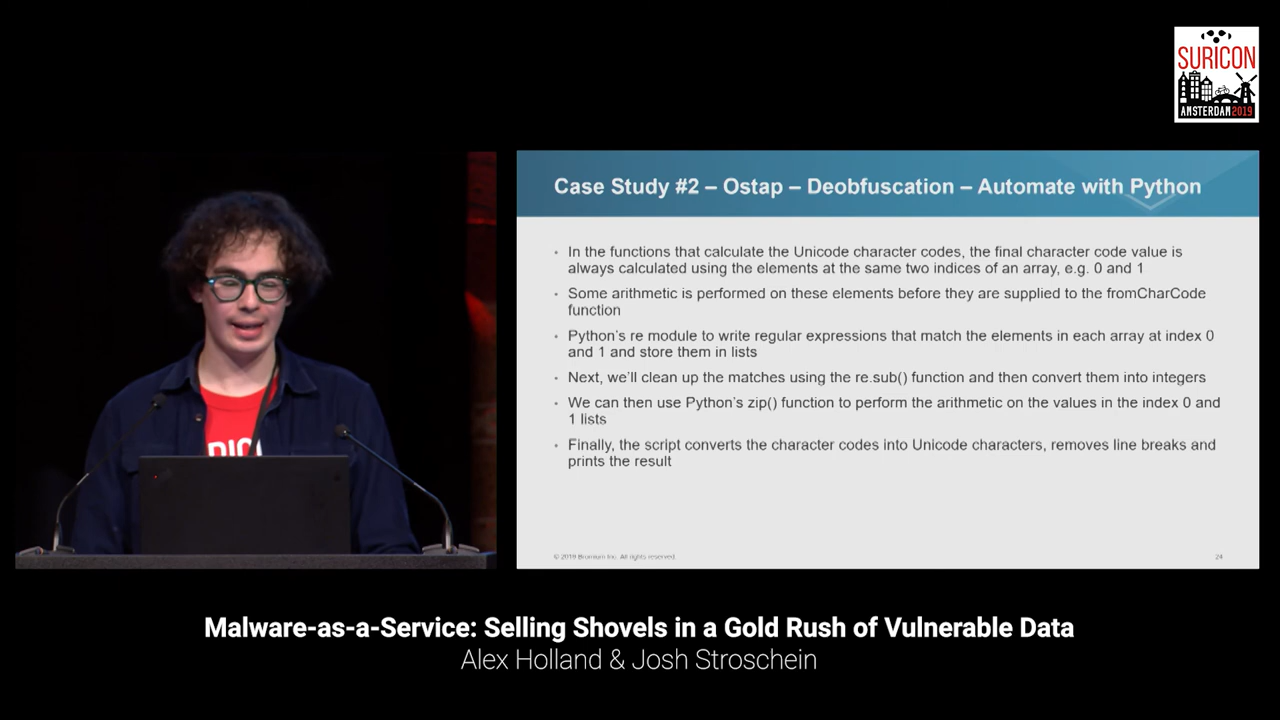 SURICON
AMSTERDAM 2019
Case Study #2 – Ostap – Deobfuscation – Automate with Python
• In the functions that calculate the Unicode character codes, the final character code value is
always calculated using the elements at the same two indices of an array, e.g. 0 and 1
• Some arithmetic is performed on these elements before they are supplied to the fromCharCode
function
• Python's re module to write regular expressions that match the elements in each array at index 0
and 1 and store them in lists
• Next, we'll clean up the matches using the re.sub() function and then convert them into integers
• We can then use Python's zip() function to perform the arithmetic on the values in the index 0 and
1 lists
• Finally, the script converts the character codes into Unicode characters, removes line breaks and
prints the result
© 2019 Bromium Inc. All rights reserved.
24
Malware-as-a-Service: Selling Shovels in a Gold Rush of Vulnerable Data
Alex Holland & Josh Stroschein